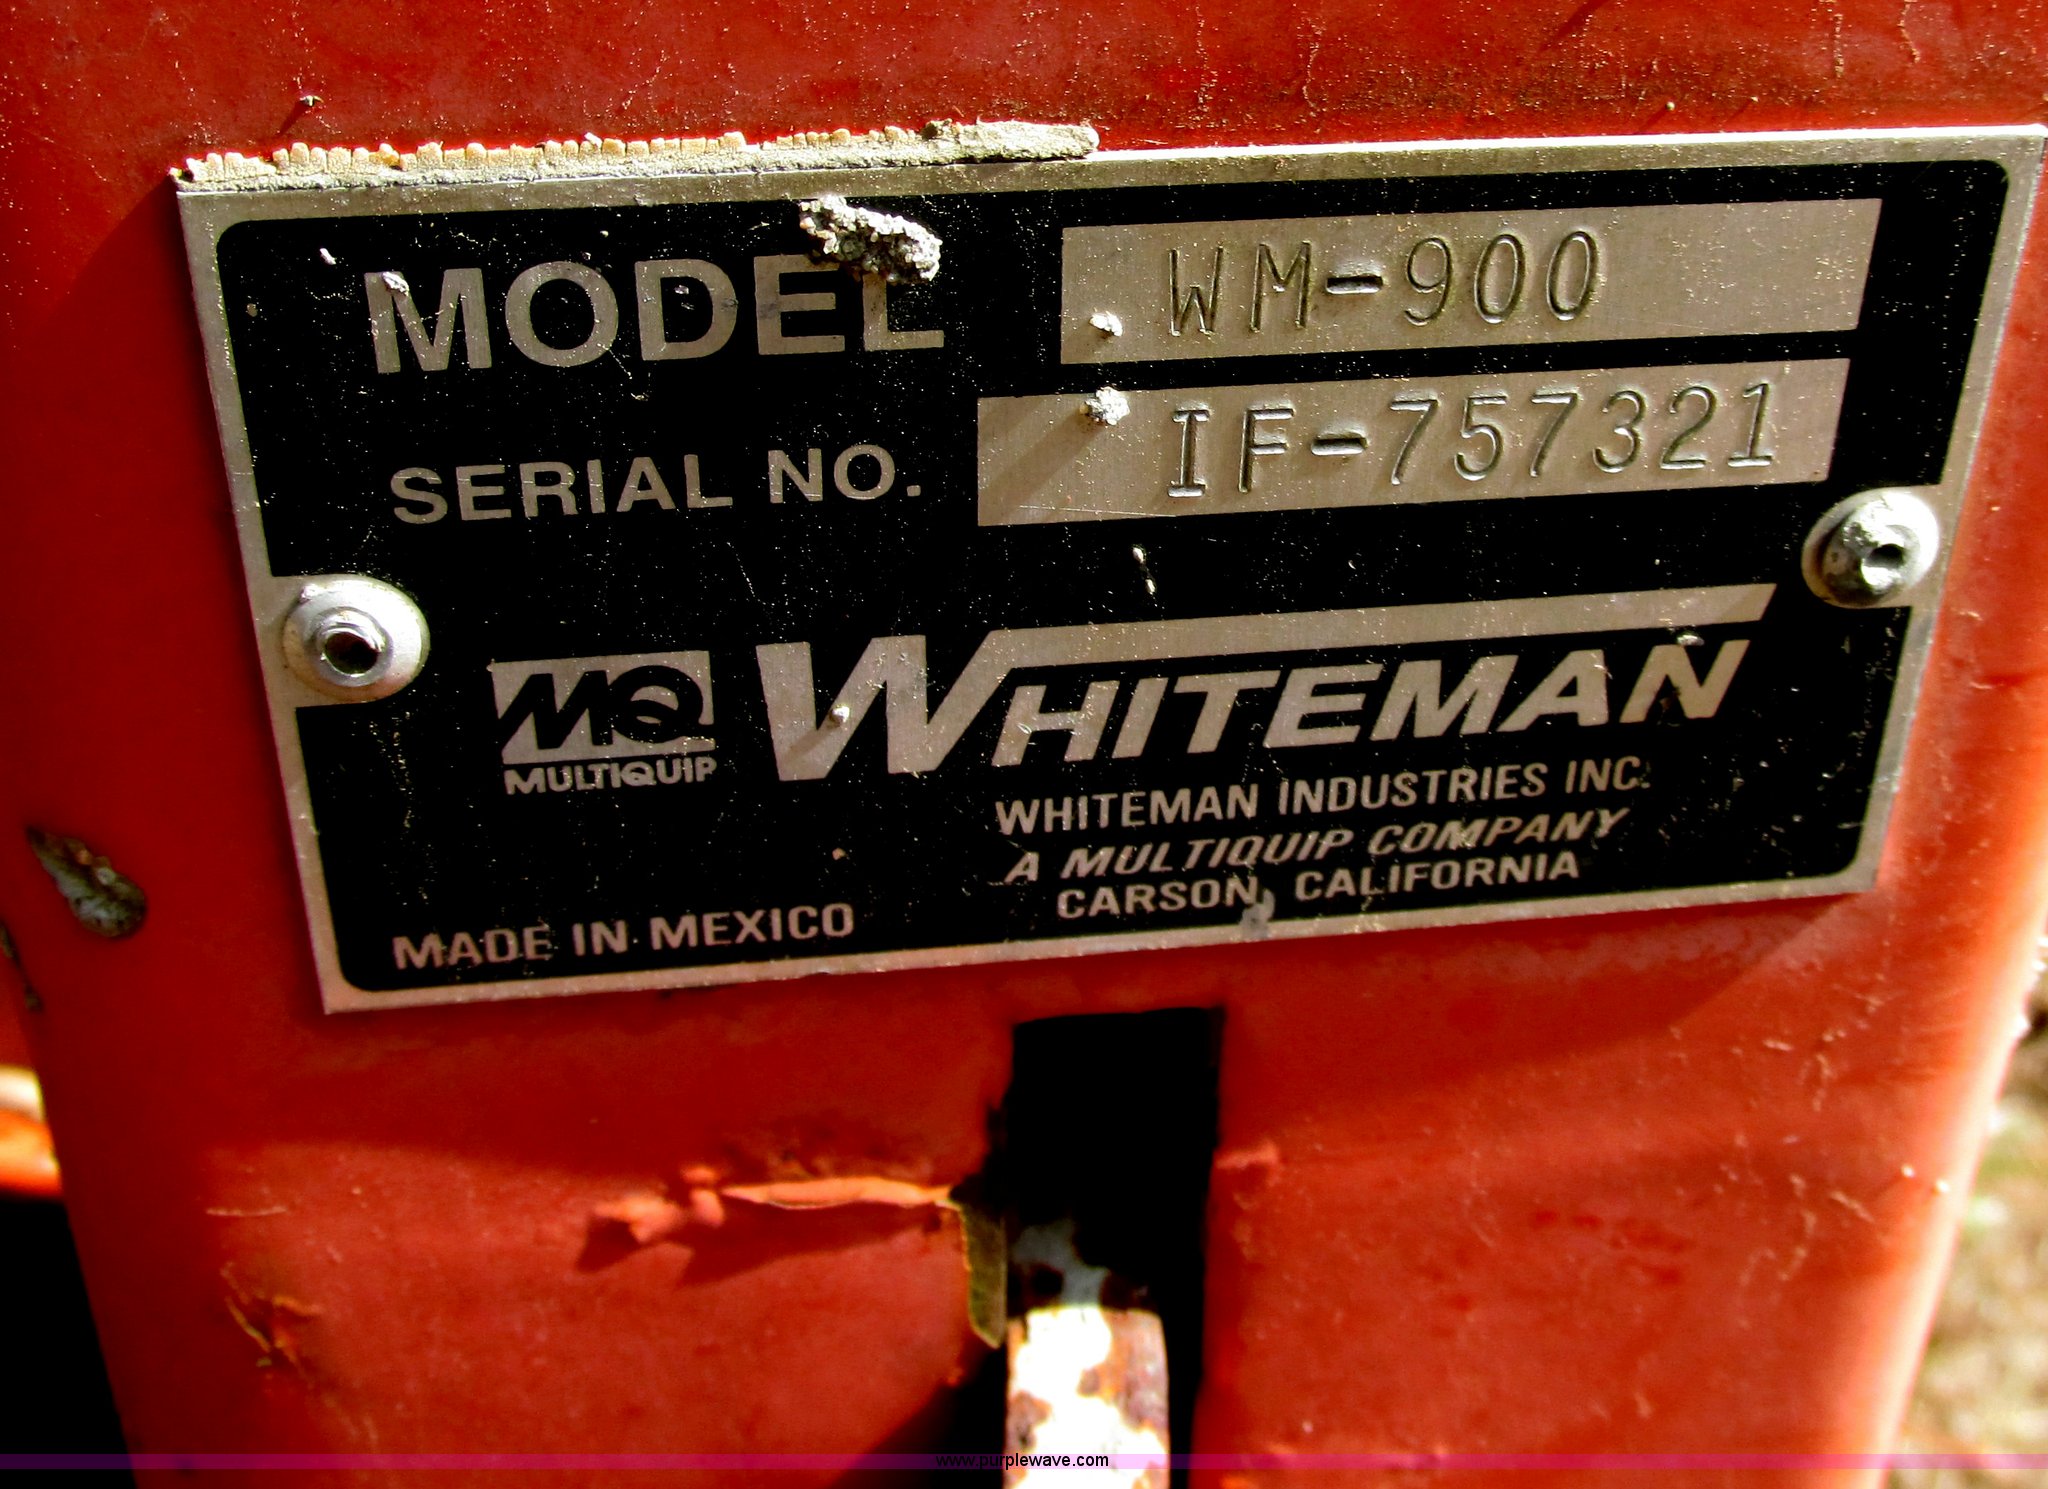 MODEL WM-900
SERIAL NO. IF-757321
MQ WHITEMAN
MULTIQUIP
WHITEMAN INDUSTRIES INC.
A MULTIQUIP COMPANY
CARSON, CALIFORNIA
MADE IN MEXICO
www.purplewave.com